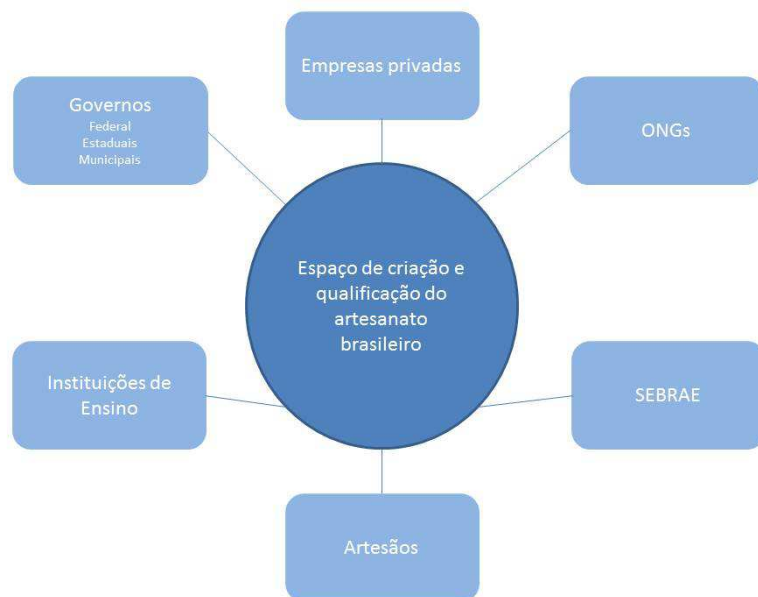 Empresas privadas
Governos
Federal
Estaduais
Municipais
ONGs
Espaço de criação e
qualificação do
artesanato
brasileiro
Instituições de
Ensino
SEBRAE
Artesãos